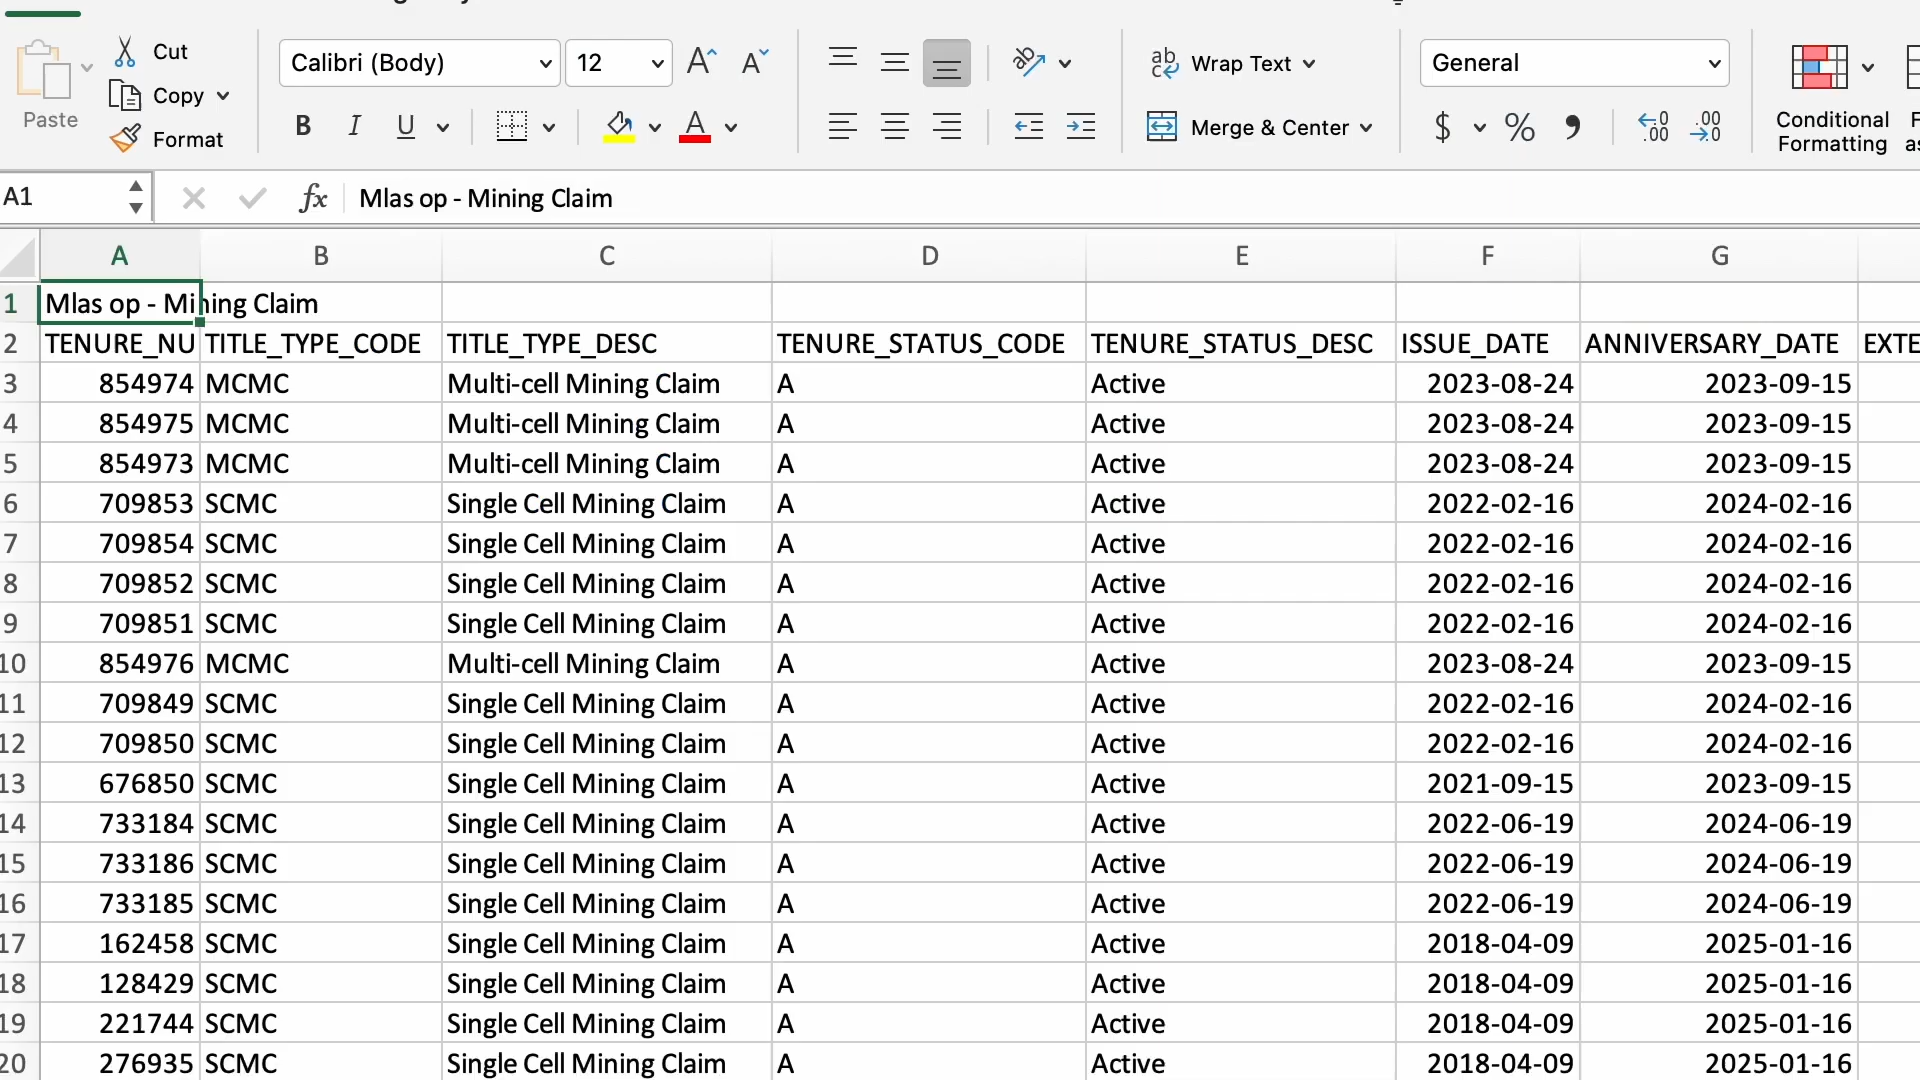 Cut
Copy
Format
Paste
Calibri (Body) 12
A A
B I U A
ab
Wrap Text
Merge & Center
General
$ % ,
.00 .00
Conditional
Formatting
A1 fx Mlas op - Mining Claim
A B C D E F G
1 Mlas op - Mining Claim
2 TENURE_NU TITLE_TYPE_CODE TITLE_TYPE_DESC TENURE_STATUS_CODE TENURE_STATUS_DESC ISSUE_DATE ANNIVERSARY_DATE EXTE
3 854974 MCMC Multi-cell Mining Claim A Active 2023-08-24 2023-09-15
4 854975 MCMC Multi-cell Mining Claim A Active 2023-08-24 2023-09-15
5 854973 MCMC Multi-cell Mining Claim A Active 2023-08-24 2023-09-15
6 709853 SCMC Single Cell Mining Claim A Active 2022-02-16 2024-02-16
7 709854 SCMC Single Cell Mining Claim A Active 2022-02-16 2024-02-16
8 709852 SCMC Single Cell Mining Claim A Active 2022-02-16 2024-02-16
9 709851 SCMC Single Cell Mining Claim A Active 2022-02-16 2024-02-16
10 854976 MCMC Multi-cell Mining Claim A Active 2023-08-24 2023-09-15
11 709849 SCMC Single Cell Mining Claim A Active 2022-02-16 2024-02-16
12 709850 SCMC Single Cell Mining Claim A Active 2022-02-16 2024-02-16
13 676850 SCMC Single Cell Mining Claim A Active 2021-09-15 2023-09-15
14 733184 SCMC Single Cell Mining Claim A Active 2022-06-19 2024-06-19
15 733186 SCMC Single Cell Mining Claim A Active 2022-06-19 2024-06-19
16 733185 SCMC Single Cell Mining Claim A Active 2022-06-19 2024-06-19
17 162458 SCMC Single Cell Mining Claim A Active 2018-04-09 2025-01-16
18 128429 SCMC Single Cell Mining Claim A Active 2018-04-09 2025-01-16
19 221744 SCMC Single Cell Mining Claim A Active 2018-04-09 2025-01-16
20 276935 SCMC Single Cell Mining Claim A Active 2018-04-09 2025-01-16